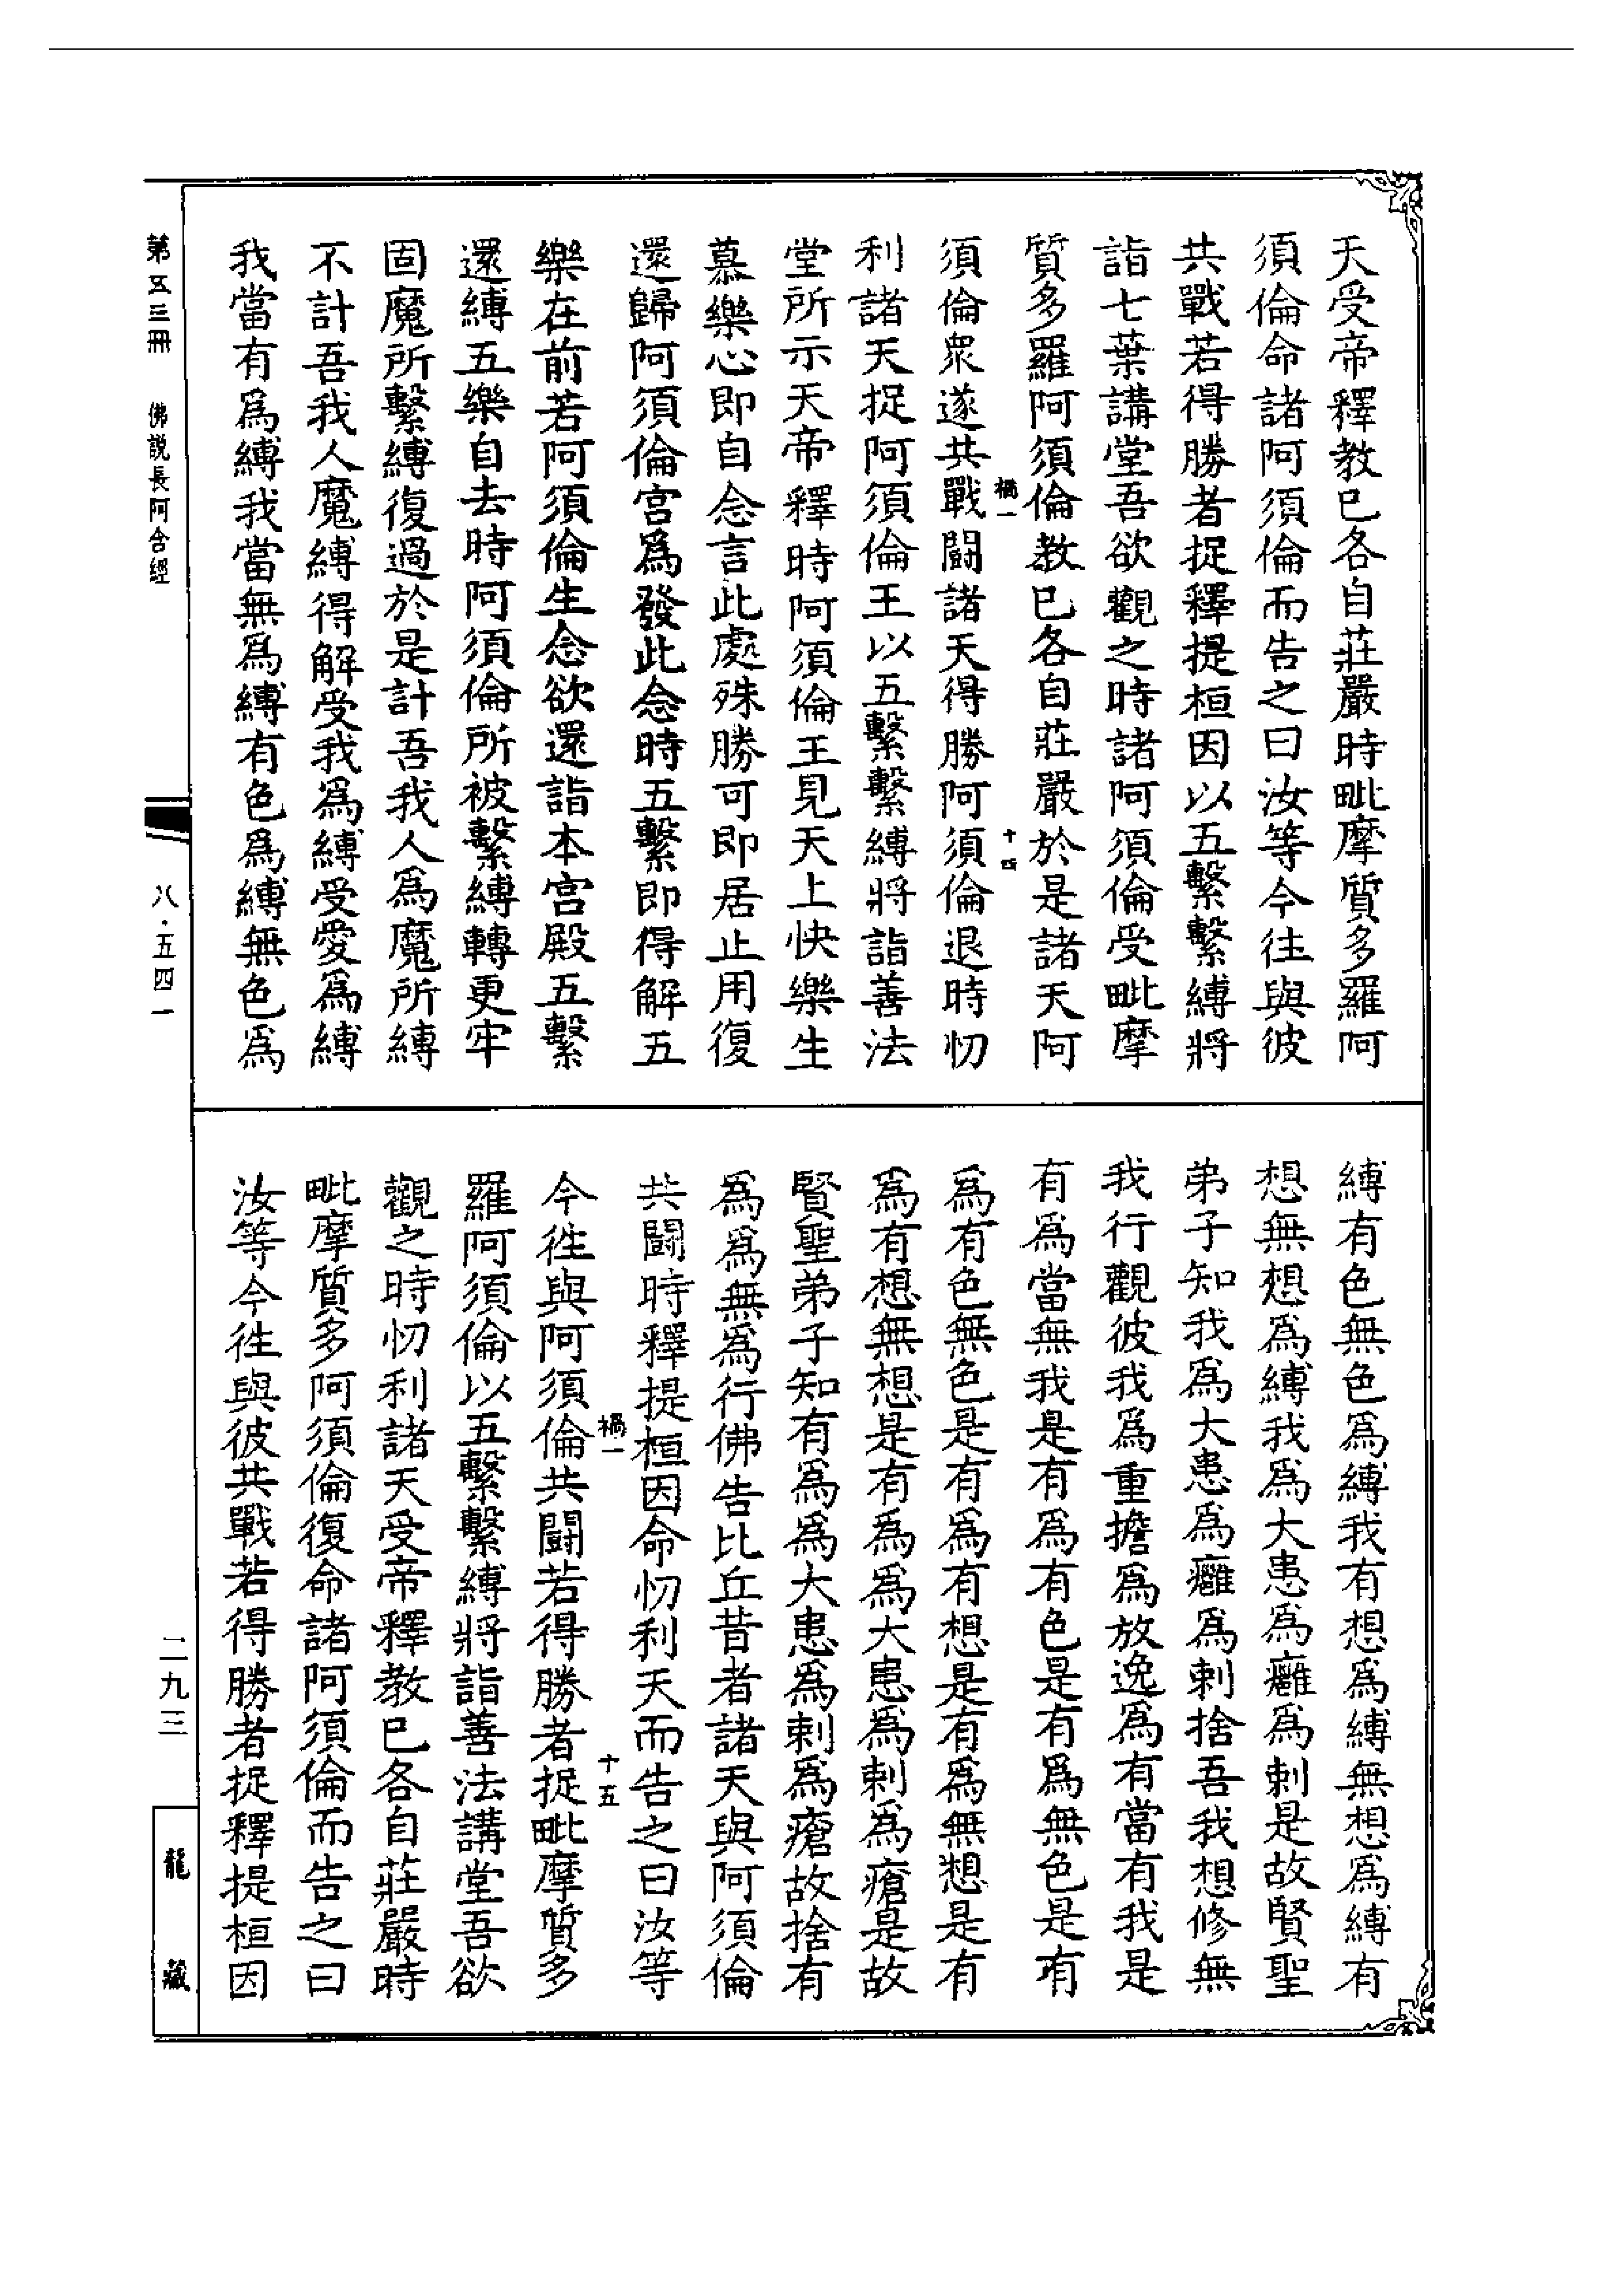 天受帝釋教已各自莊嚴時毗摩質多羅阿
須倫命諸阿須倫而告之曰汝等今往與彼
共戰若得勝者捉釋提桓因以五繫繫縛將
詣七葉講堂吾欲觀之時諸阿須倫受毗摩
質多羅阿須倫教已各自莊嚴於是諸天阿
禍一
十四
須倫衆遂共戰鬪諸天得勝阿須倫退時忉
利諸天捉阿須倫王以五繫繫縛將詣善法
堂所示天帝釋時阿須倫王見天上快樂生
慕樂心即自念言此處殊勝可即居止用復
還歸阿須倫宮爲發此念時五繫即得解五
樂在前若阿須倫生念欲還詣本宮殿五繫
還縛五樂自去時阿須倫所被繫縛轉更牢
固魔所繫縛復過於是計吾我人爲魔所縛
不計吾我人魔縛得解受我爲縛受愛爲縛
我當有爲縛我當無爲縛有色爲縛無色爲
縛有色無色爲縛我有想爲縛無想爲縛有
想無想爲縛我爲大患爲癰爲刺是故賢聖
弟子知我爲大患爲癰爲刺捨吾我想修無
我行觀彼我爲重擔爲放逸爲有當有我是
有爲當無我是有爲有色是有爲無色是有
爲有色無色是有爲有想是有爲無想是有
爲有想無想是有爲爲大患爲刺爲瘡是故
賢聖弟子知有爲爲大患爲刺爲瘡故捨有
爲爲無爲行佛告比丘昔者諸天與阿須倫
共鬪時釋提桓因命忉利天而告之曰汝等
禍一
十五
今往與阿須倫共鬪若得勝者捉毗摩質多
羅阿須倫以五繫繫縛將詣善法講堂吾欲
觀之時忉利諸天受帝釋教已各自莊嚴時
毗摩質多阿須倫復命諸阿須倫而告之曰
汝等今往與彼共戰若得勝者捉釋提桓因
第五三冊 佛說長阿含經
八·五四一
二九三
龍藏